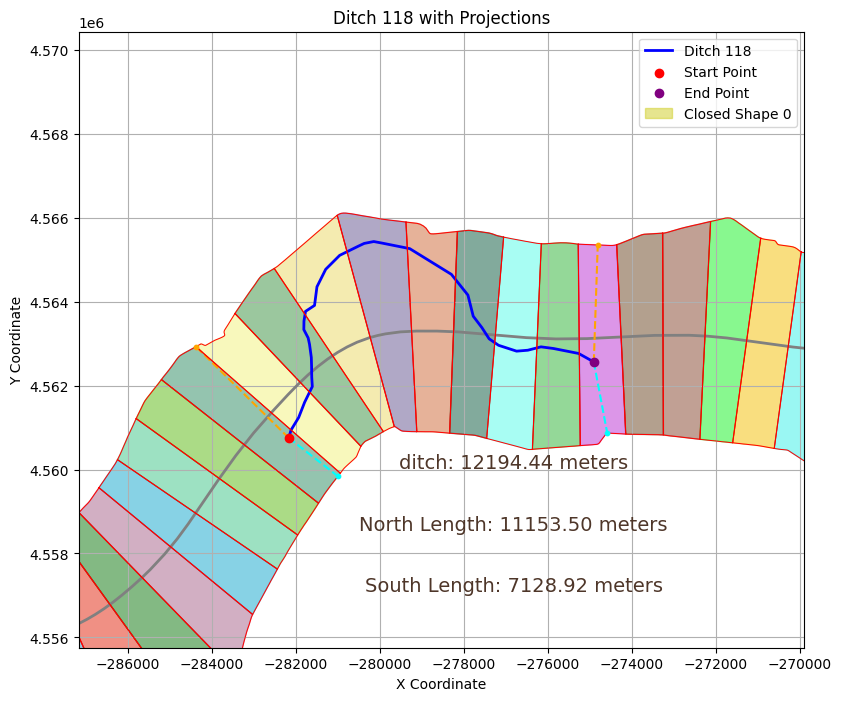 Ditch 118 with Projections
1e6
Ditch 118
Start Point
End Point
Closed Shape 0
4.570
4.568
4.566
4.564
4.562
4.560
4.558
4.556
Y Coordinate
ditch: 12194.44 meters
North Length: 11153.50 meters
South Length: 7128.92 meters
−286000 −284000 −282000 −280000 −278000 −276000 −274000 −272000 −270000
X Coordinate